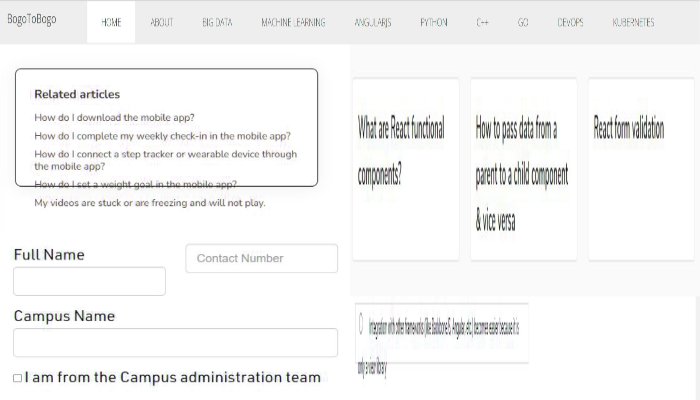 BogoToBogo
HOME ABOUT BIG DATA MACHINE LEARNING ANGULARJS PYTHON C++ GO DEVOPS KUBERNETES
Related articles
How do I download the mobile app?
How do I complete my weekly check-in in the mobile app?
How do I connect a step tracker or wearable device through
the mobile app?
How do I set a weight goal in the mobile app?
My videos are stuck or are freezing and will not play.
What are React functional
components?
How to pass data from a
parent to a child component
& vice versa
React form validation
Full Name
Contact Number
Campus Name
I am from the Campus administration team
Integration with other frameworks (like Backbone.JS, Angular, etc.) becomes easier because it is
only a view library